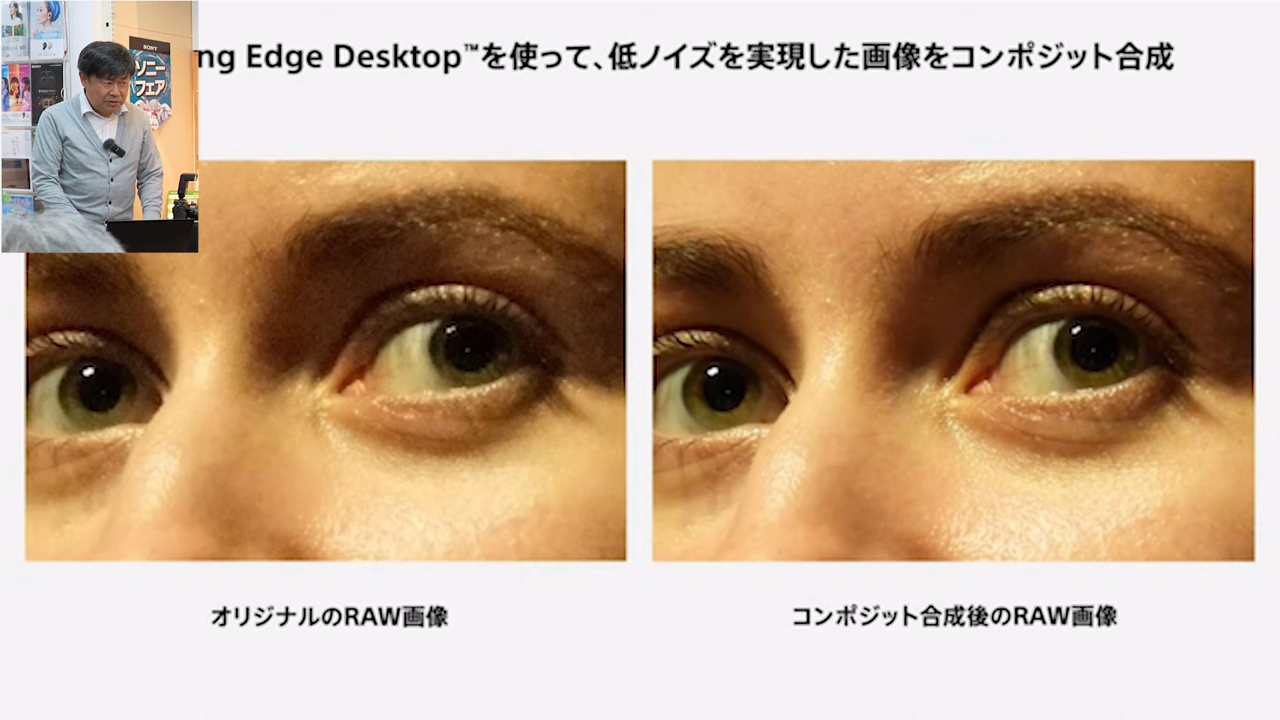 ng Edge Desktop™を使って、低ノイズを実現した画像をコンポジット合成
SONY
ソニー
フェア
オリジナルのRAW画像
コンポジット合成後のRAW画像